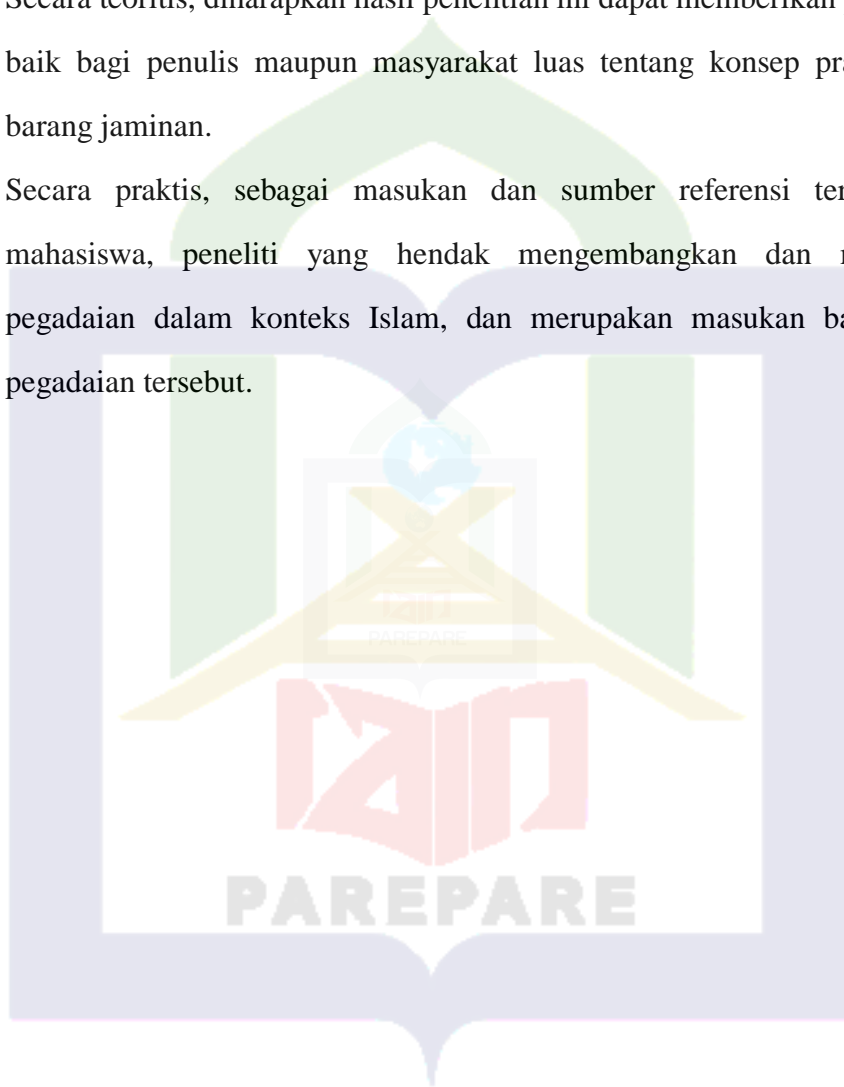 Secara teoritis, diharapkan hasil penelitian ini dapat memberikan
baik bagi penulis maupun masyarakat luas tentang konsep pra
barang jaminan.
Secara praktis, sebagai masukan dan sumber referensi ter
mahasiswa, peneliti yang hendak mengembangkan dan
pegadaian dalam konteks Islam, dan merupakan masukan ba
pegadaian tersebut.
PAREPARE
iain
PAREPARE